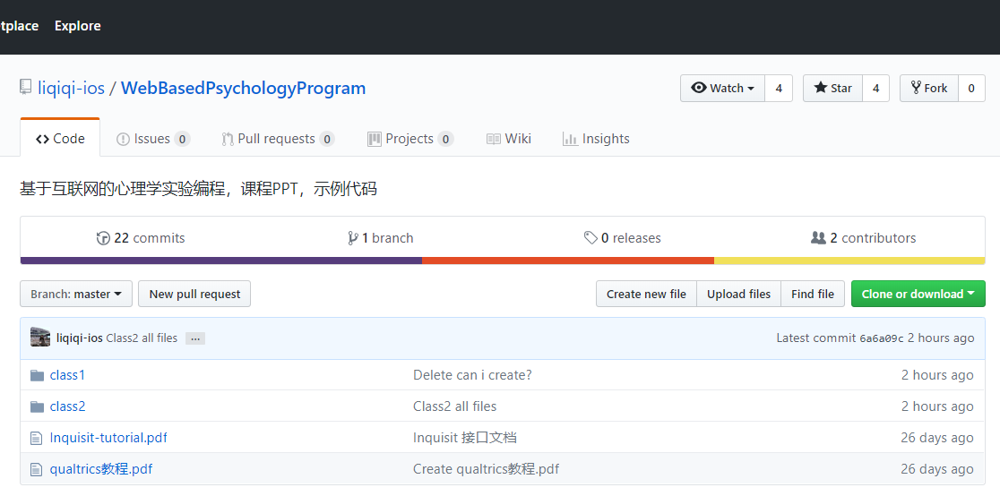 tplace Explore
liqiqi-ios / WebBasedPsychologyProgram
Watch 4 Star 4 Fork 0
Code Issues 0 Pull requests 0 Projects 0 Wiki Insights
基于互联网的心理学实验编程，课程PPT，示例代码
22 commits 1 branch 0 releases 2 contributors
Branch: master New pull request Create new file Upload files Find file Clone or download
liqiqi-ios Class2 all files ... Latest commit 6a6a09c 2 hours ago
class1 Delete can i create? 2 hours ago
class2 Class2 all files 2 hours ago
Inquisit-tutorial.pdf Inquisit 接口文档 26 days ago
qualtrics教程.pdf Create qualtrics教程.pdf 26 days ago